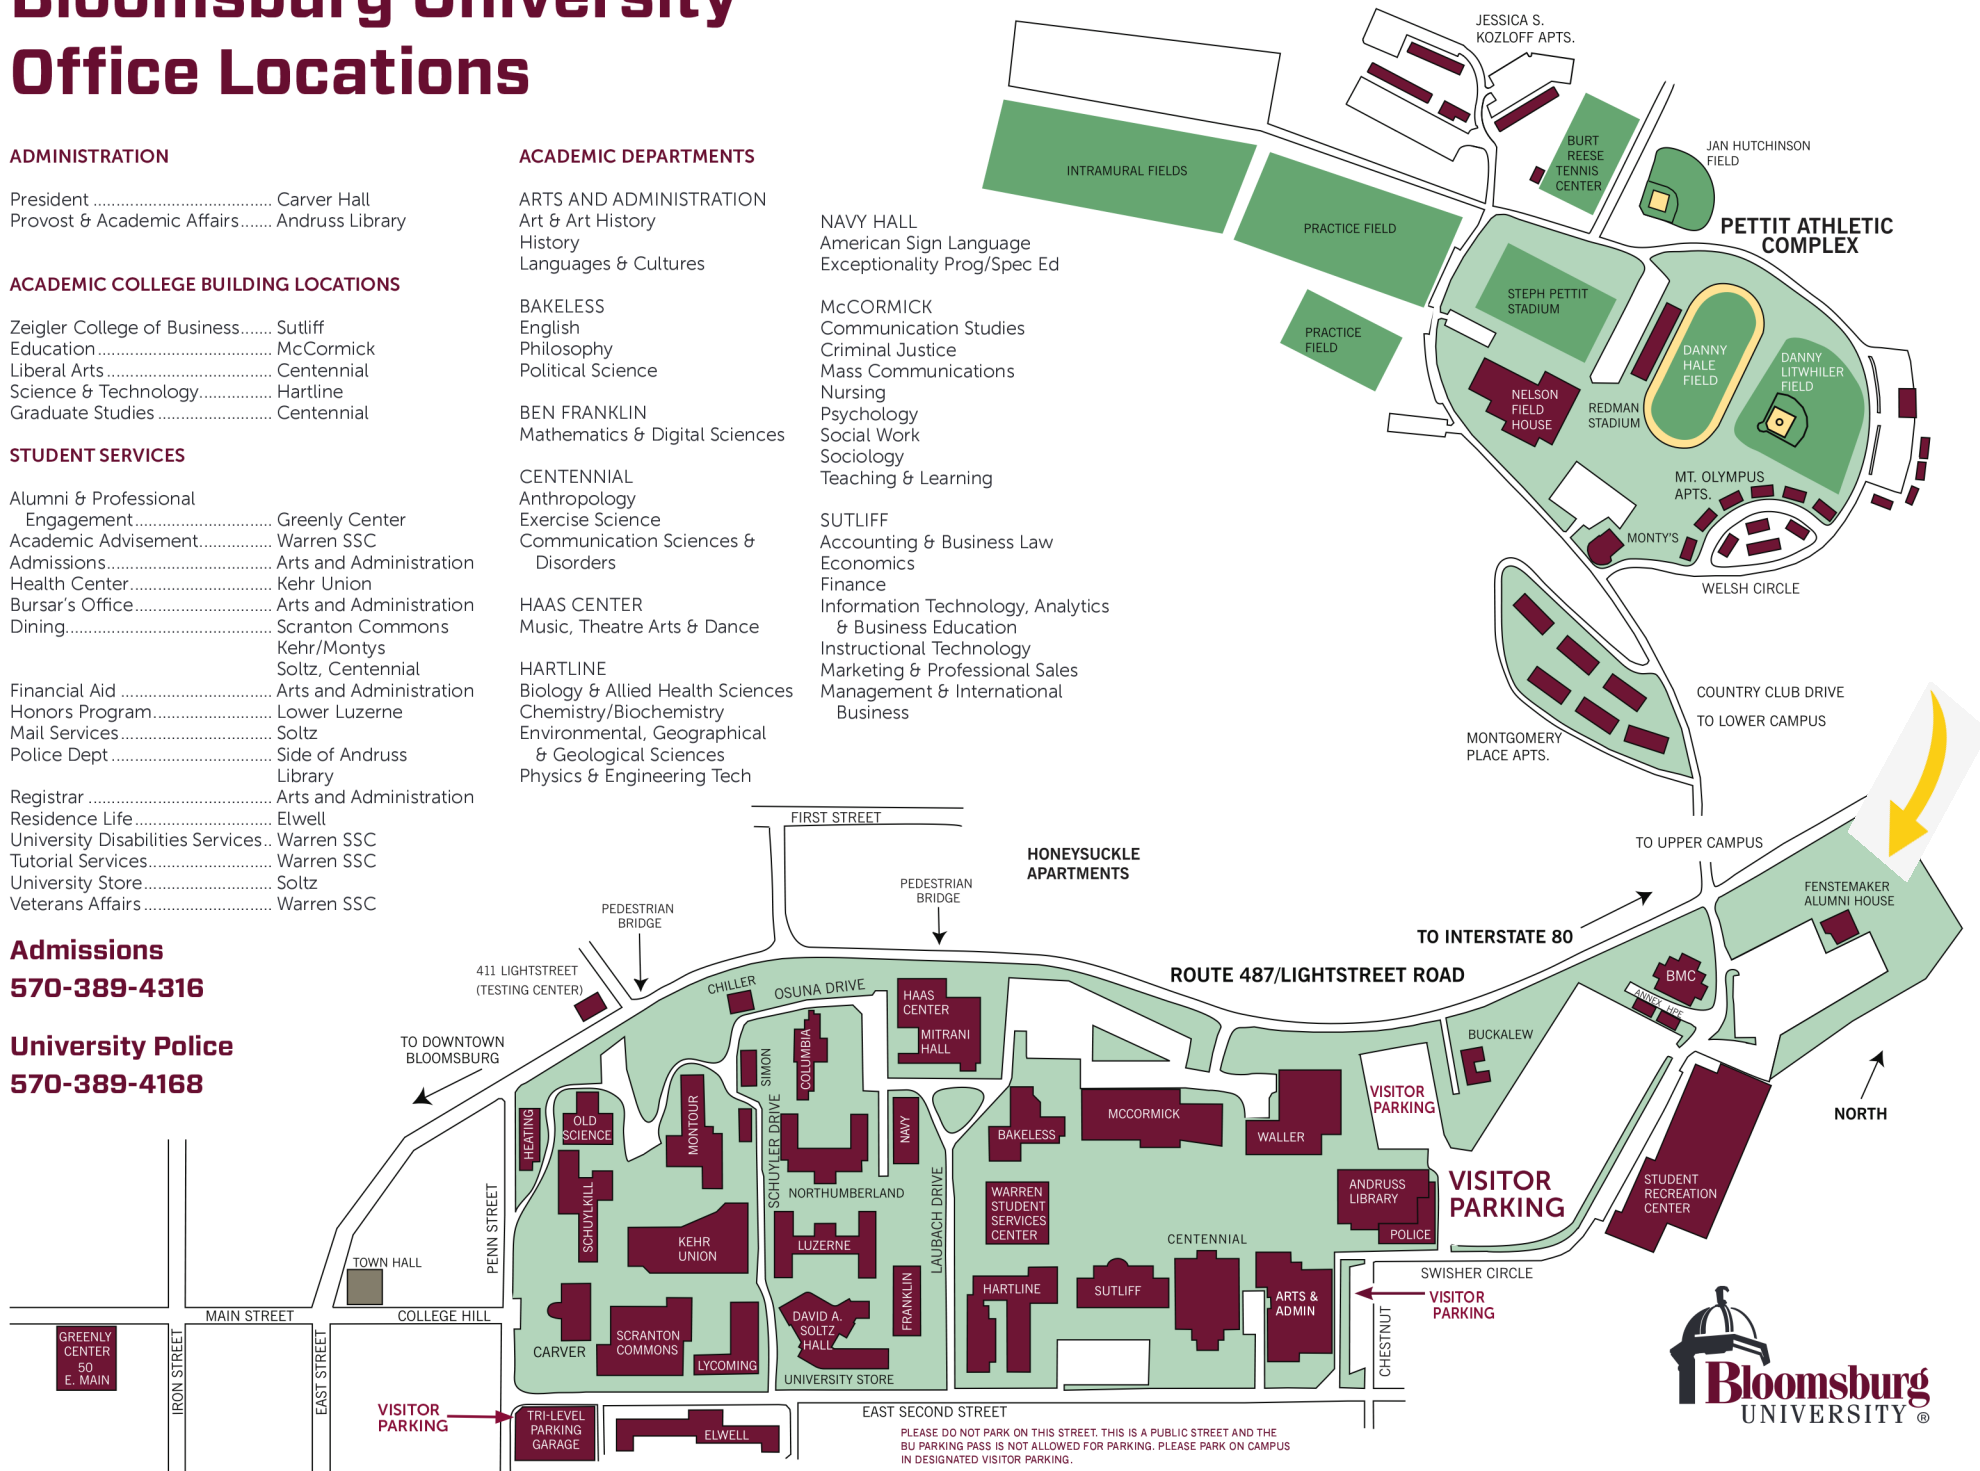 Bloomsburg University
Office Locations
ADMINISTRATION
President .................................. Carver Hall
Provost & Academic Affairs....... Andruss Library
ACADEMIC COLLEGE BUILDING LOCATIONS
Zeigler College of Business....... Sutliff
Education.................................. McCormick
Liberal Arts ................................ Centennial
Science & Technology.............. Hartline
Graduate Studies ...................... Centennial
STUDENT SERVICES
Alumni & Professional
Engagement........................... Greenly Center
Academic Advisement.............. Warren SSC
Admissions................................ Arts and Administration
Health Center........................... Kehr Union
Bursar's Office........................... Arts and Administration
Dining........................................ Scranton Commons
Kehr/Montys
Soltz, Centennial
Financial Aid ............................. Arts and Administration
Honors Program....................... Lower Luzerne
Mail Services ............................. Soltz
Police Dept ............................... Side of Andruss
Library
Registrar ................................... Arts and Administration
Residence Life........................... Elwell
University Disabilities Services.. Warren SSC
Tutorial Services........................ Warren SSC
University Store......................... Soltz
Veterans Affairs ......................... Warren SSC
Admissions
570-389-4316
University Police
570-389-4168
ACADEMIC DEPARTMENTS
ARTS AND ADMINISTRATION
Art & Art History
History
Languages & Cultures
BAKELESS
English
Philosophy
Political Science
BEN FRANKLIN
Mathematics & Digital Sciences
CENTENNIAL
Anthropology
Exercise Science
Communication Sciences &
Disorders
HAAS CENTER
Music, Theatre Arts & Dance
HARTLINE
Biology & Allied Health Sciences
Chemistry/Biochemistry
Environmental, Geographical
& Geological Sciences
Physics & Engineering Tech
NAVY HALL
American Sign Language
Exceptionality Prog/Spec Ed
McCORMICK
Communication Studies
Criminal Justice
Mass Communications
Nursing
Psychology
Social Work
Sociology
Teaching & Learning
SUTLIFF
Accounting & Business Law
Economics
Finance
Information Technology, Analytics
& Business Education
Instructional Technology
Marketing & Professional Sales
Management & International
Business
JESSICA S.
KOZLOFF APTS.
INTRAMURAL FIELDS
PRACTICE FIELD
PRACTICE
FIELD
BURT
REESE
TENNIS
CENTER
JAN HUTCHINSON
FIELD
PETTIT ATHLETIC
COMPLEX
STEPH PETTIT
STADIUM
DANNY
HALE
FIELD
DANNY
LITWHILER
FIELD
NELSON
FIELD
HOUSE
REDMAN
STADIUM
MT. OLYMPUS
APTS.
MONTY'S
WELSH CIRCLE
COUNTRY CLUB DRIVE
TO LOWER CAMPUS
MONTGOMERY
PLACE APTS.
TO UPPER CAMPUS
FENSTEMAKER
ALUMNI HOUSE
FIRST STREET
HONEYSUCKLE
APARTMENTS
PEDESTRIAN
BRIDGE
PEDESTRIAN
BRIDGE
TO INTERSTATE 80
ROUTE 487/LIGHTSTREET ROAD
411 LIGHTSTREET
(TESTING CENTER)
CHILLER
OSUNA DRIVE
HAAS
CENTER
MITRANI
HALL
BMC
ANNEX
HPF
BUCKALEW
TO DOWNTOWN
BLOOMSBURG
SIMON
COLUMBIA
VISITOR
PARKING
NORTH
HEATING
OLD
SCIENCE
MONTOUR
SCHUYLER DRIVE
NAVY
BAKELESS
MCCORMICK
WALLER
NORTHUMBERLAND
LAUBACH DRIVE
WARREN
STUDENT
SERVICES
CENTER
ANDRUSS
LIBRARY
POLICE
VISITOR
PARKING
STUDENT
RECREATION
CENTER
PENN STREET
SCHUYLKILL
KEHR
UNION
LUZERNE
CENTENNIAL
TOWN HALL
HARTLINE
SUTLIFF
ARTS &
ADMIN
SWISHER CIRCLE
VISITOR
PARKING
MAIN STREET
COLLEGE HILL
GREENLY
CENTER
50
E. MAIN
IRON STREET
EAST STREET
CARVER
SCRANTON
COMMONS
LYCOMING
DAVID A.
SOLTZ
HALL
FRANKLIN
UNIVERSITY STORE
CHESTNUT
VISITOR
PARKING
TRI-LEVEL
PARKING
GARAGE
ELWELL
EAST SECOND STREET
PLEASE DO NOT PARK ON THIS STREET. THIS IS A PUBLIC STREET AND THE
BU PARKING PASS IS NOT ALLOWED FOR PARKING. PLEASE PARK ON CAMPUS
IN DESIGNATED VISITOR PARKING.
Bloomsburg
UNIVERSITY ®